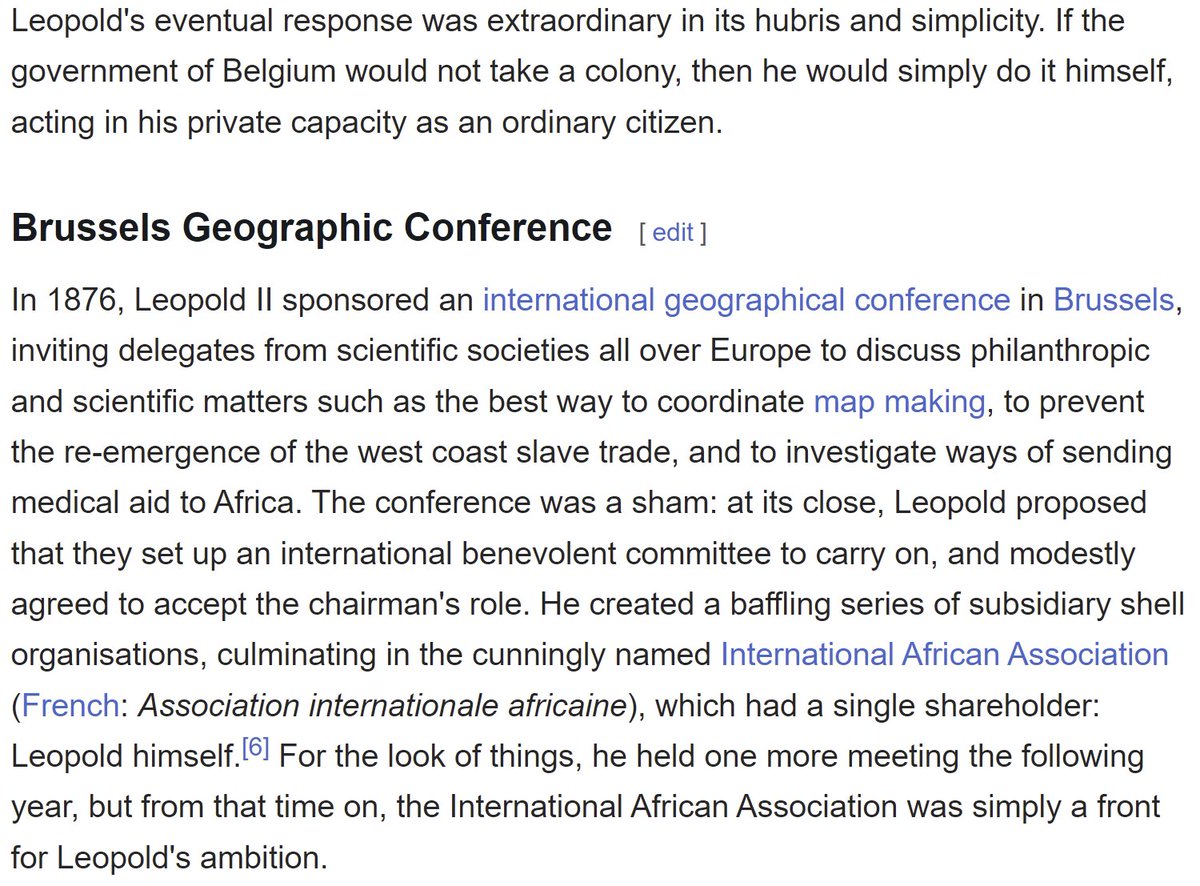 Leopold's eventual response was extraordinary in its hubris and simplicity. If the
government of Belgium would not take a colony, then he would simply do it himself,
acting in his private capacity as an ordinary citizen.
Brussels Geographic Conference [ edit ]
In 1876, Leopold II sponsored an international geographical conference in Brussels,
inviting delegates from scientific societies all over Europe to discuss philanthropic
and scientific matters such as the best way to coordinate map making, to prevent
the re-emergence of the west coast slave trade, and to investigate ways of sending
medical aid to Africa. The conference was a sham: at its close, Leopold proposed
that they set up an international benevolent committee to carry on, and modestly
agreed to accept the chairman's role. He created a baffling series of subsidiary shell
organisations, culminating in the cunningly named International African Association
(French: Association internationale africaine), which had a single shareholder:
Leopold himself.[6] For the look of things, he held one more meeting the following
year, but from that time on, the International African Association was simply a front
for Leopold's ambition.